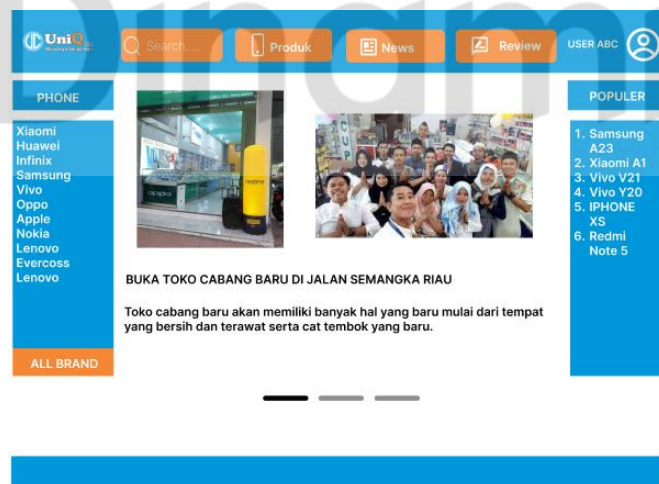 Dinami
UniQ
Search.....
Produk
News
Review
USER ABC
PHONE
Xiaomi
Huawei
Infinix
Samsung
Vivo
Oppo
Apple
Nokia
Lenovo
Evercoss
Lenovo
ALL BRAND
oppo
realme
CUP
BUKA TOKO CABANG BARU DI JALAN SEMANGKA RIAU
Toko cabang baru akan memiliki banyak hal yang baru mulai dari tempat
yang bersih dan terawat serta cat tembok yang baru.
POPULER
1. Samsung
A23
2. Xiaomi A1
3. Vivo V21
4. Vivo Y20
5. IPHONE
XS
6. Redmi
Note 5